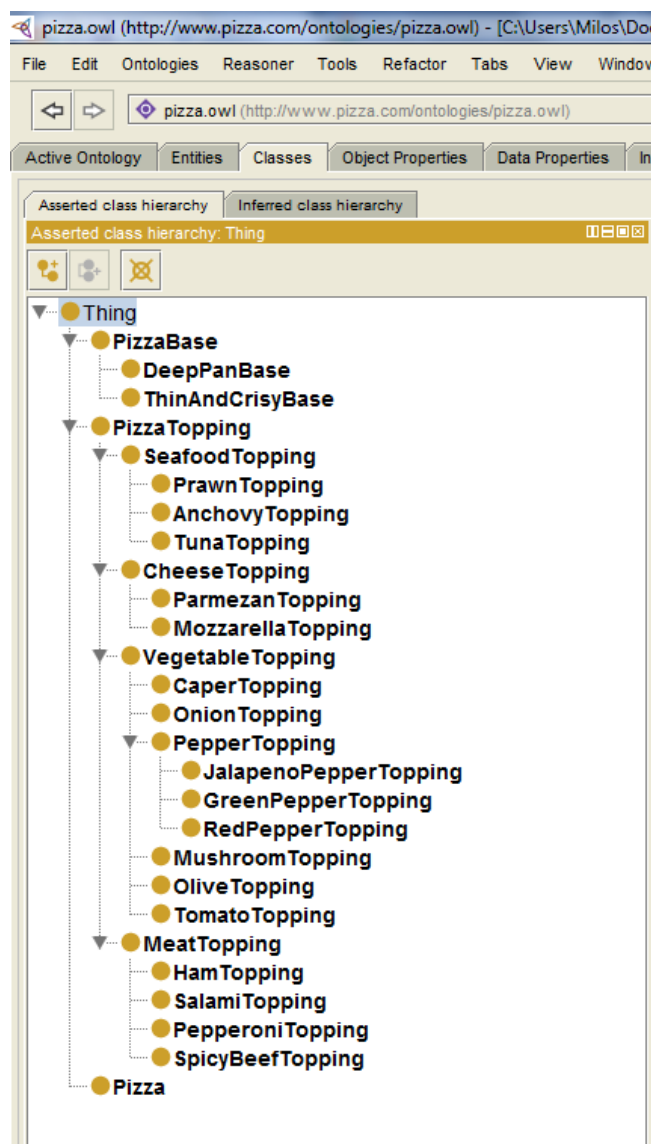 pizza.owl (http://www.pizza.com/ontologies/pizza.owl) - [C:\Users\Milos\Do
File Edit Ontologies Reasoner Tools Refactor Tabs View Window
pizza.owl (http://www.pizza.com/ontologies/pizza.owl)
Active Ontology Entities Classes Object Properties Data Properties In
Asserted class hierarchy Inferred class hierarchy
Asserted class hierarchy: Thing
Thing
PizzaBase
DeepPanBase
ThinAndCrisyBase
PizzaTopping
SeafoodTopping
PrawnTopping
AnchovyTopping
TunaTopping
CheeseTopping
ParmezanTopping
MozzarellaTopping
VegetableTopping
CaperTopping
OnionTopping
PepperTopping
JalapenoPepperTopping
GreenPepperTopping
RedPepperTopping
MushroomTopping
OliveTopping
TomatoTopping
MeatTopping
HamTopping
SalamiTopping
PepperoniTopping
SpicyBeefTopping
Pizza